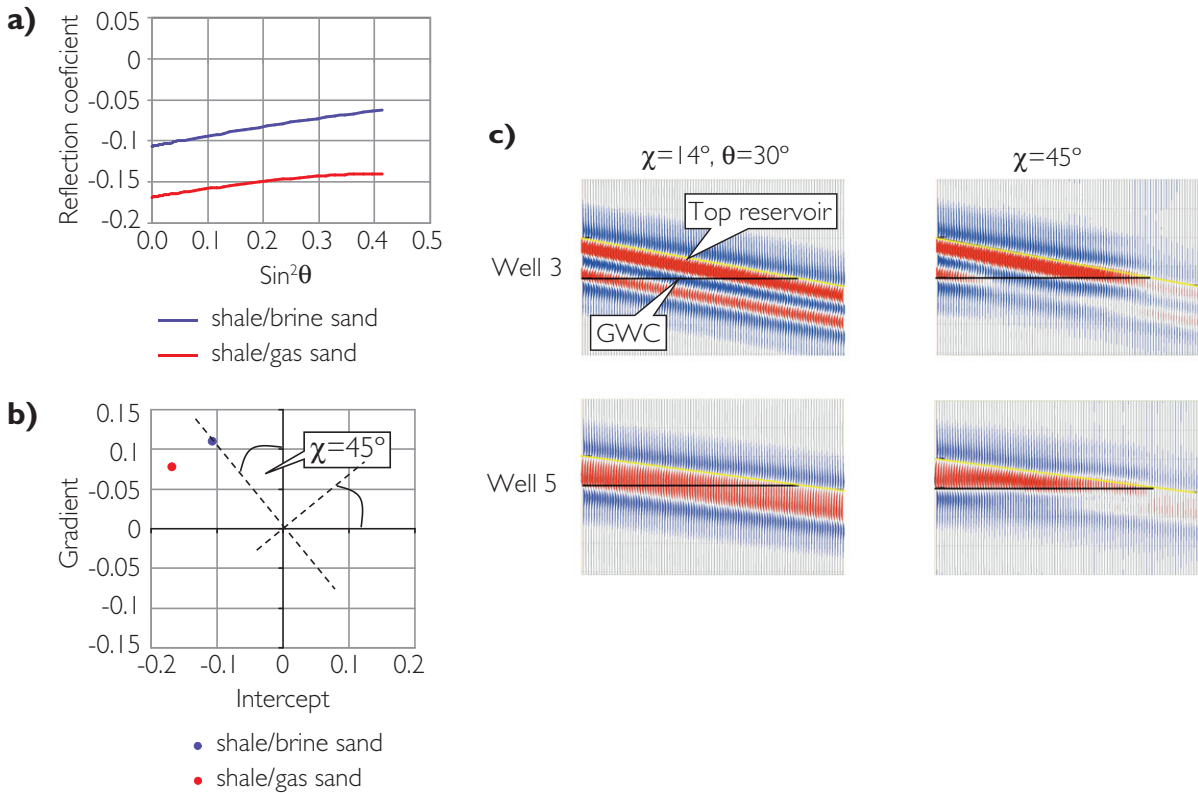 a)
Reflection coeficient
0.05
0
-0.05
-0.1
-0.15
-0.2
0.0 0.1 0.2 0.3 0.4 0.5
Sin²θ
shale/brine sand
shale/gas sand
b)
Gradient
0.15
0.1
-0.05
0
-0.05
-0.1
-0.15
-0.2 -0.1 0 0.1 0.2
Intercept
χ=45°
shale/brine sand
shale/gas sand
c)
χ=14°, θ=30°
χ=45°
Well 3
Top reservoir
GWC
Well 5